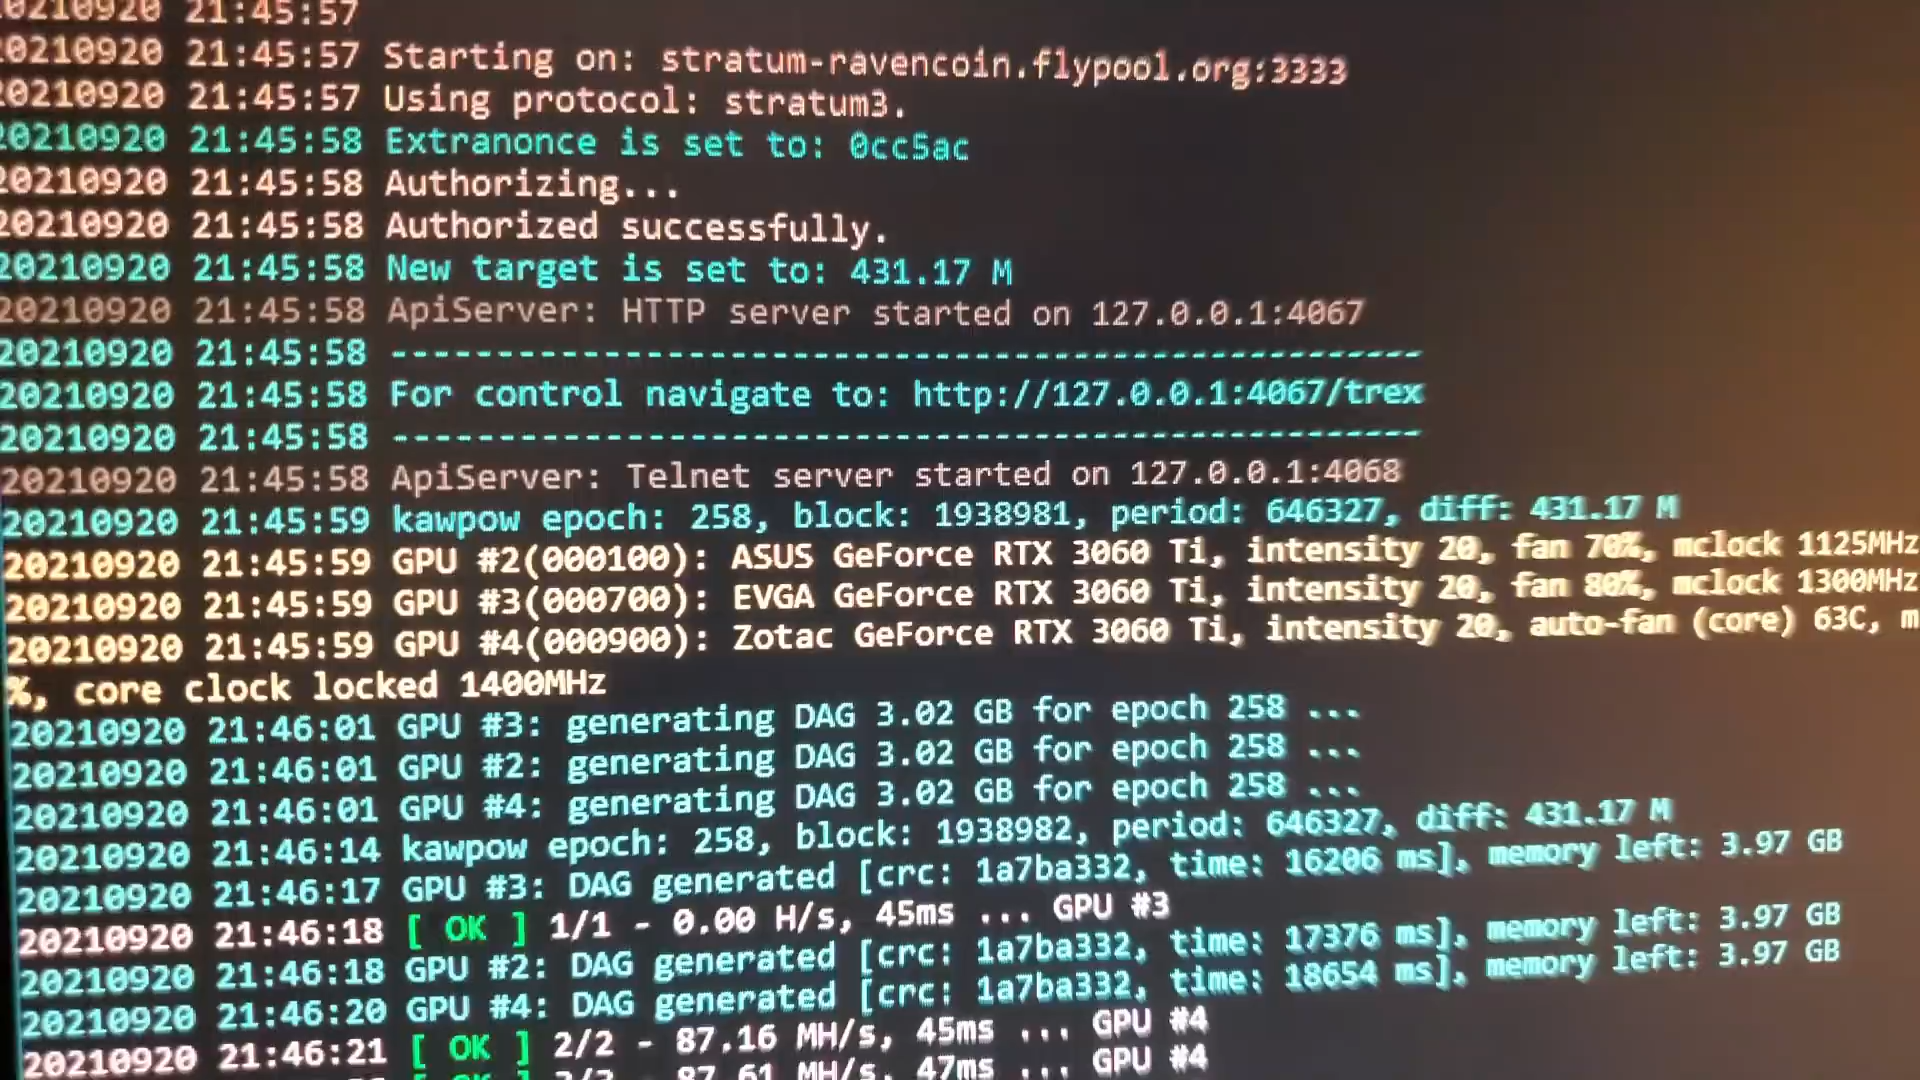 20210920 21:45:57
20210920 21:45:57 Starting on: stratum-ravencoin.flypool.org:3333
20210920 21:45:57 Using protocol: stratum3.
20210920 21:45:58 Extranonce is set to: 0cc5ac
20210920 21:45:58 Authorizing...
20210920 21:45:58 Authorized successfully.
20210920 21:45:58 New target is set to: 431.17 M
20210920 21:45:58 ApiServer: HTTP server started on 127.0.0.1:4067
20210920 21:45:58 -----------------------------------------------------
20210920 21:45:58 For control navigate to: http://127.0.0.1:4067/trex
20210920 21:45:58 -----------------------------------------------------
20210920 21:45:58 ApiServer: Telnet server started on 127.0.0.1:4068
20210920 21:45:59 kawpow epoch: 258, block: 1938981, period: 646327, diff: 431.17 M
20210920 21:45:59 GPU #2(000100): ASUS GeForce RTX 3060 Ti, intensity 20, fan 70%, mclock 1125MHz
20210920 21:45:59 GPU #3(000700): EVGA GeForce RTX 3060 Ti, intensity 20, fan 80%, mclock 1300MHz
20210920 21:45:59 GPU #4(000900): Zotac GeForce RTX 3060 Ti, intensity 20, auto-fan (core) 63C, m
%, core clock locked 1400MHz
20210920 21:46:01 GPU #3: generating DAG 3.02 GB for epoch 258 ...
20210920 21:46:01 GPU #2: generating DAG 3.02 GB for epoch 258 ...
20210920 21:46:01 GPU #4: generating DAG 3.02 GB for epoch 258 ...
20210920 21:46:14 kawpow epoch: 258, block: 1938982, period: 646327, diff: 431.17 M
20210920 21:46:17 GPU #3: DAG generated [crc: 1a7ba332, time: 16206 ms], memory left: 3.97 GB
20210920 21:46:18 [ OK ] 1/1 - 0.00 H/s, 45ms ... GPU #3
20210920 21:46:18 GPU #2: DAG generated [crc: 1a7ba332, time: 17376 ms], memory left: 3.97 GB
20210920 21:46:20 GPU #4: DAG generated [crc: 1a7ba332, time: 18654 ms], memory left: 3.97 GB
20210920 21:46:21 [ OK ] 2/2 - 87.16 MH/s, 45ms ... GPU #4
87.61 MH/s, 47ms ... GPU #4